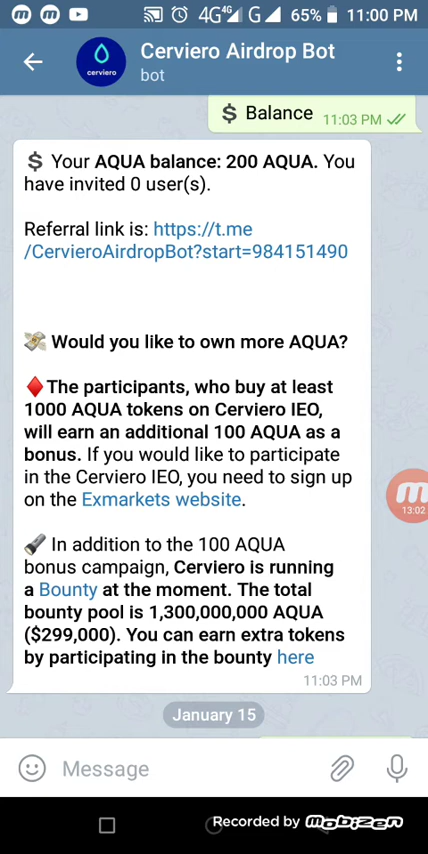 4G 4G G 65% 11:00 PM
Cerviero Airdrop Bot
cerviero
bot
$ Balance 11:03 PM
$ Your AQUA balance: 200 AQUA. You
have invited 0 user(s).
Referral link is: https://t.me
/CervieroAirdropBot?start=984151490
Would you like to own more AQUA?
The participants, who buy at least
1000 AQUA tokens on Cerviero IEO,
will earn an additional 100 AQUA as a
bonus. If you would like to participate
in the Cerviero IEO, you need to sign up
on the Exmarkets website.
13:02
In addition to the 100 AQUA
bonus campaign, Cerviero is running
a Bounty at the moment. The total
bounty pool is 1,300,000,000 AQUA
($299,000). You can earn extra tokens
by participating in the bounty here
11:03 PM
January 15
Message
Recorded by Mobizen